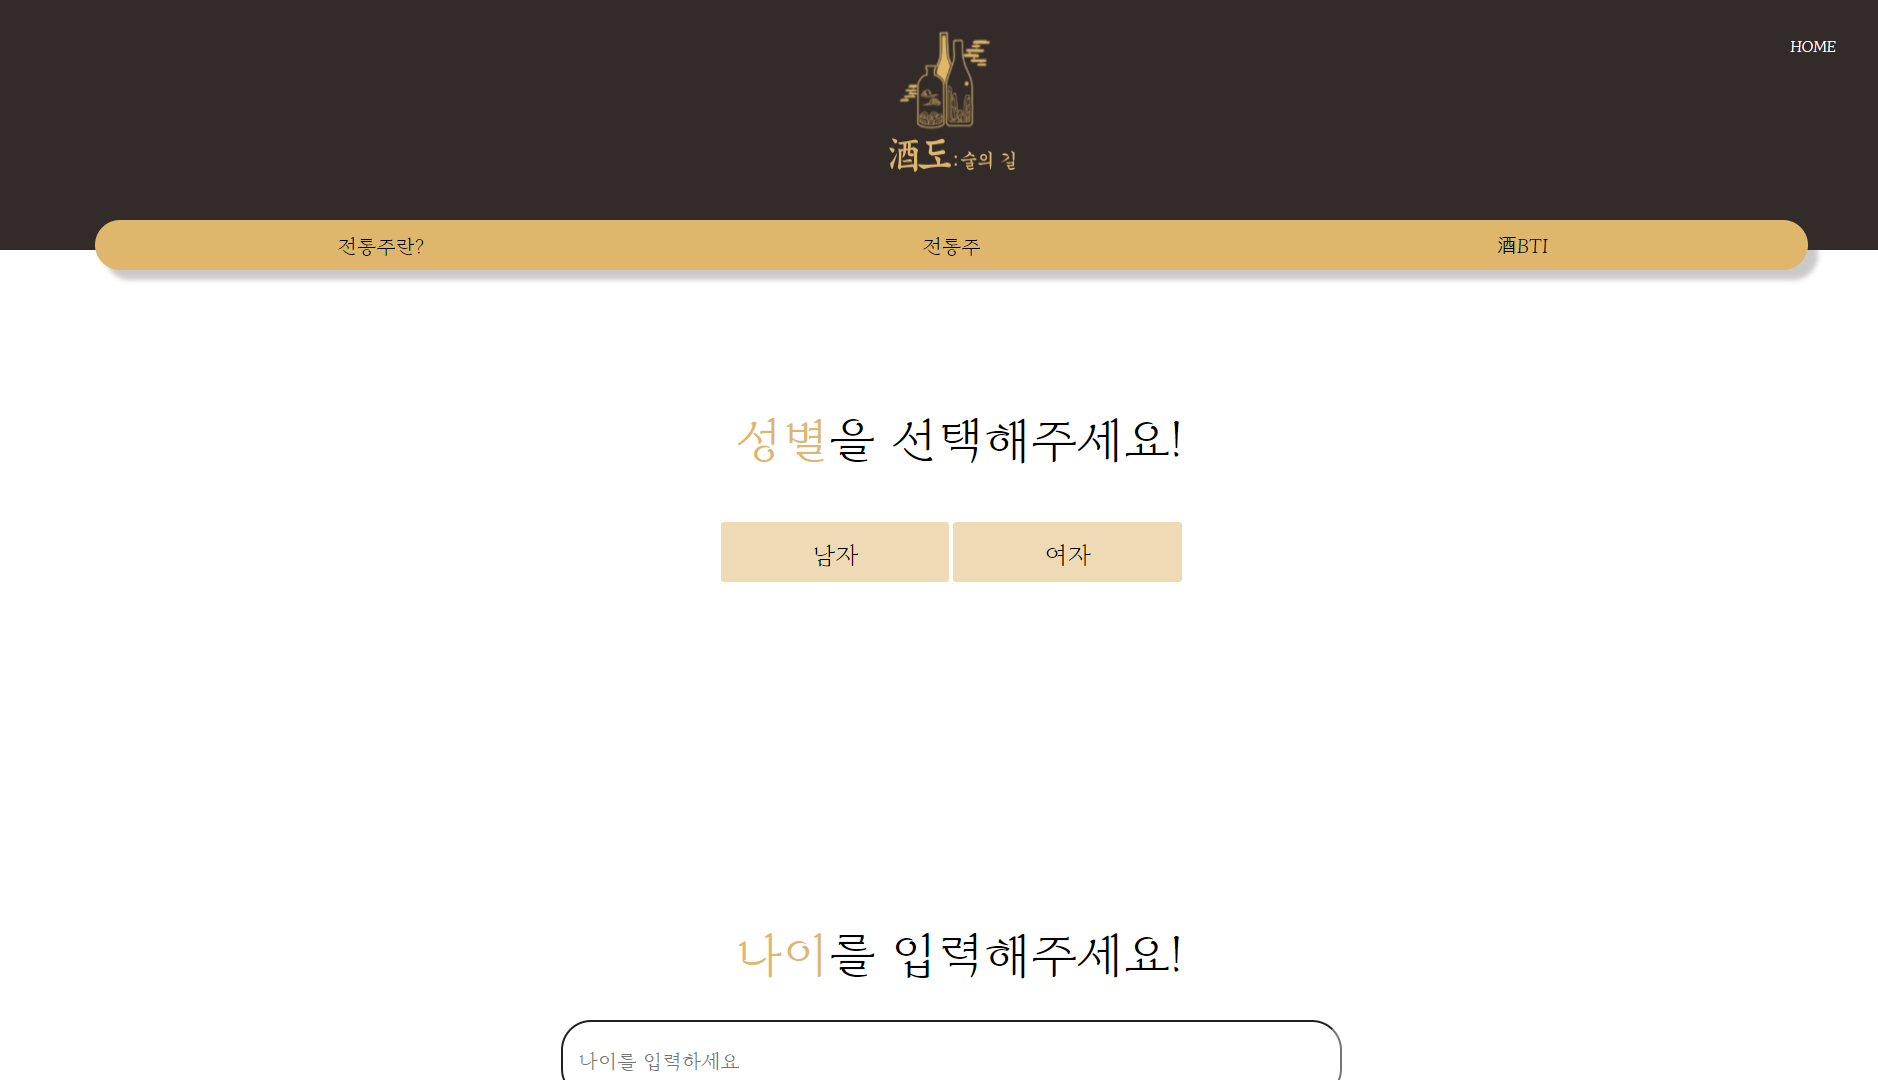 HOME
酒도:술의 길
전통주란?
전통주
酒BTI
성별을 선택해주세요!
남자
여자
나이를 입력해주세요!
나이를 입력하세요